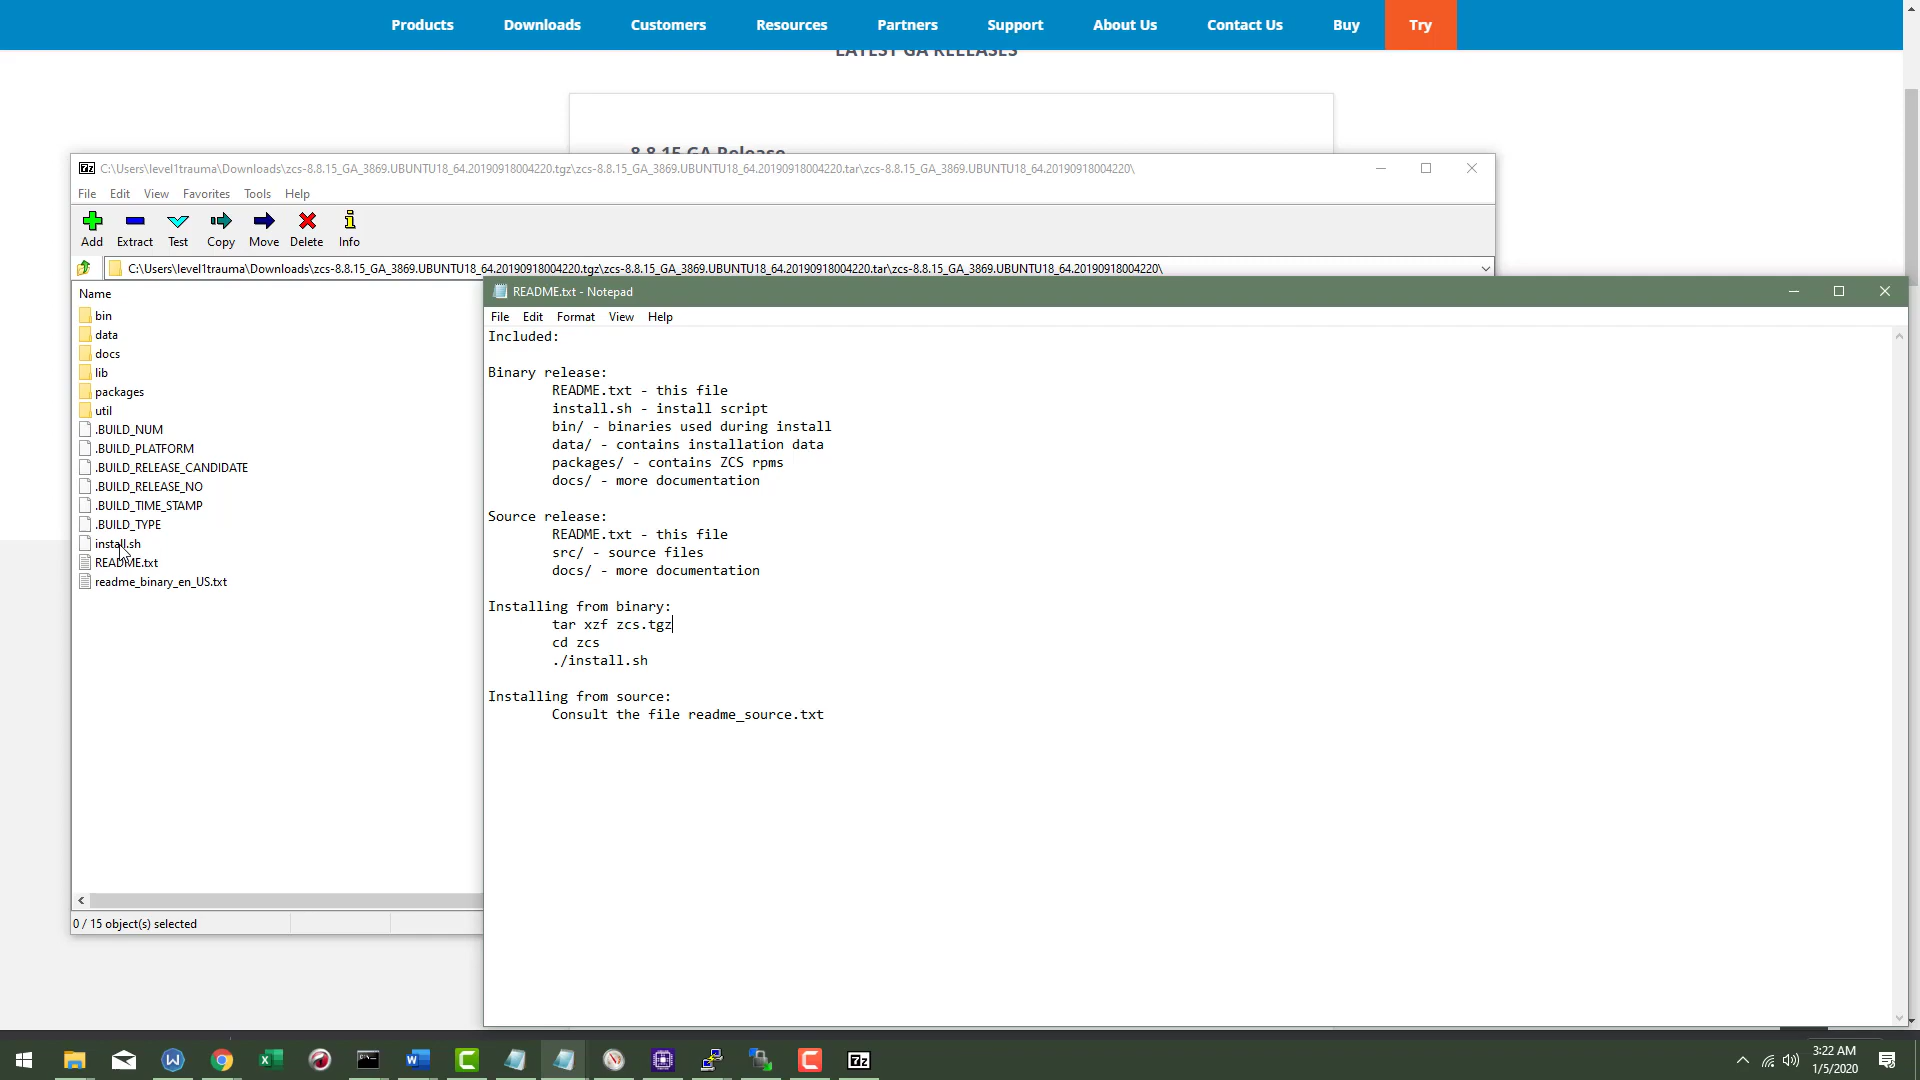 Products Downloads Customers Resources Partners Support About Us Contact Us Buy Try
LATEST GA RELEASES
8.8.15 GA Release
C:\Users\level1trauma\Downloads\zcs-8.8.15_GA_3869.UBUNTU18_64.20190918004220.tgz\zcs-8.8.15_GA_3869.UBUNTU18_64.20190918004220.tar\zcs-8.8.15_GA_3869.UBUNTU18_64.20190918004220\
File Edit View Favorites Tools Help
Add Extract Test Copy Move Delete Info
C:\Users\level1trauma\Downloads\zcs-8.8.15_GA_3869.UBUNTU18_64.20190918004220.tgz\zcs-8.8.15_GA_3869.UBUNTU18_64.20190918004220.tar\zcs-8.8.15_GA_3869.UBUNTU18_64.20190918004220\
Name
bin
data
docs
lib
packages
util
.BUILD_NUM
.BUILD_PLATFORM
.BUILD_RELEASE_CANDIDATE
.BUILD_RELEASE_NO
.BUILD_TIME_STAMP
.BUILD_TYPE
install.sh
README.txt
readme_binary_en_US.txt
0 / 15 object(s) selected
README.txt - Notepad
File Edit Format View Help
Included:
Binary release:
README.txt - this file
install.sh - install script
bin/ - binaries used during install
data/ - contains installation data
packages/ - contains ZCS rpms
docs/ - more documentation
Source release:
README.txt - this file
src/ - source files
docs/ - more documentation
Installing from binary:
tar xzf zcs.tgz
cd zcs
./install.sh
Installing from source:
Consult the file readme_source.txt
3:22 AM
1/5/2020